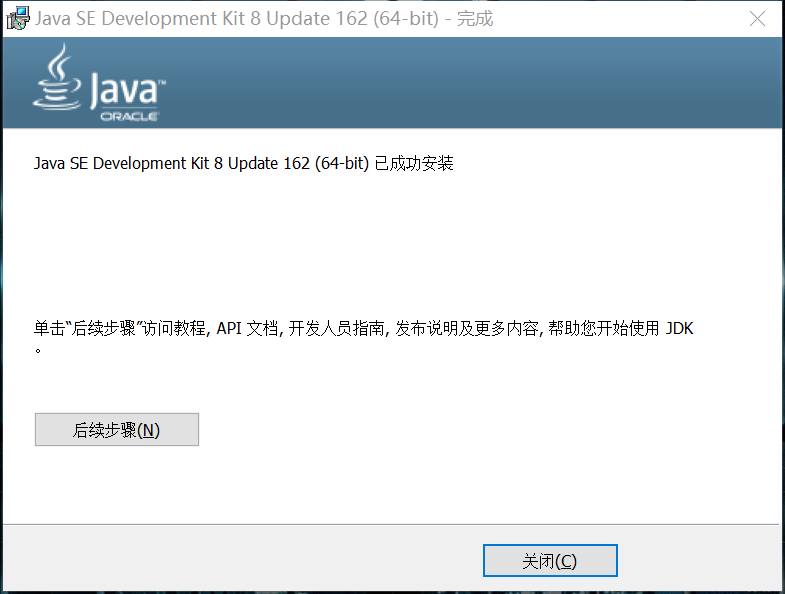 Java SE Development Kit 8 Update 162 (64-bit) - 完成
Java™
ORACLE
Java SE Development Kit 8 Update 162 (64-bit) 已成功安装
单击“后续步骤”访问教程, API 文档, 开发人员指南, 发布说明及更多内容, 帮助您开始使用 JDK
。
后续步骤(N)
关闭(C)